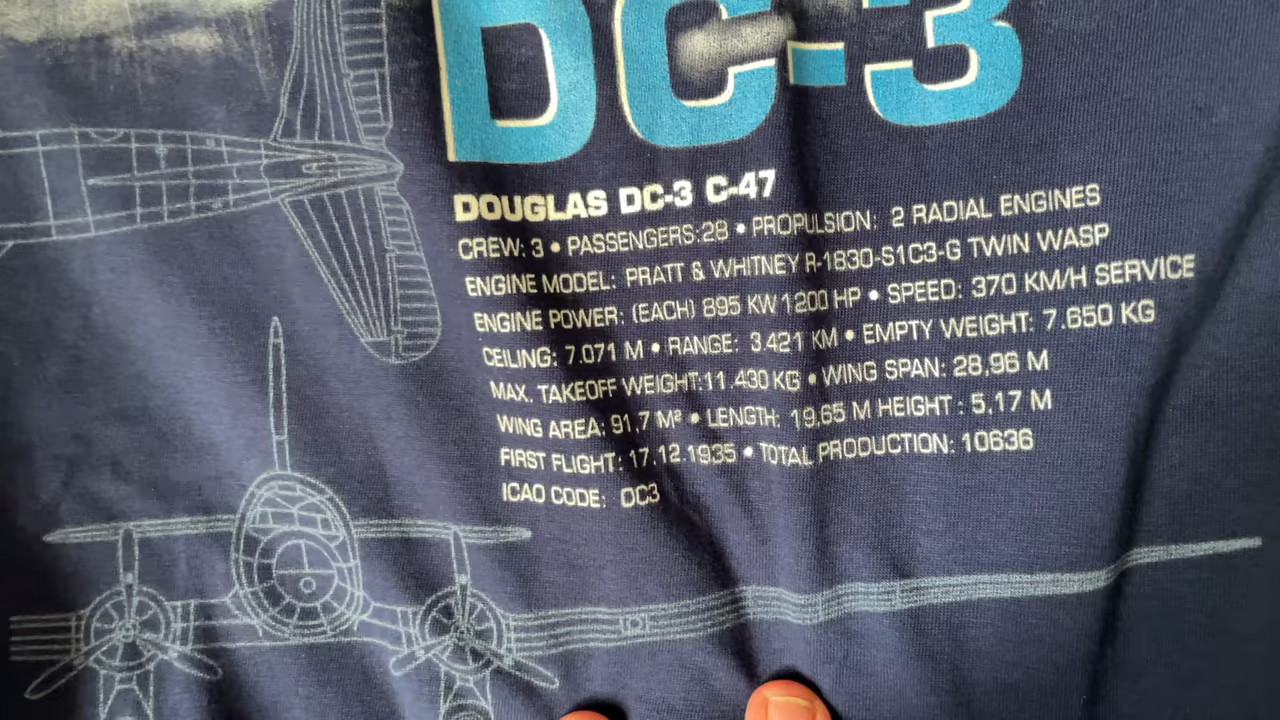 DC-3
DOUGLAS DC-3 C-47
CREW: 3 • PASSENGERS:28 • PROPULSION: 2 RADIAL ENGINES
ENGINE MODEL: PRATT & WHITNEY R-1830-S1C3-G TWIN WASP
ENGINE POWER: (EACH) 895 KW 1200 HP • SPEED: 370 KM/H SERVICE
CEILING: 7.071 M • RANGE: 3.421 KM • EMPTY WEIGHT: 7.650 KG
MAX. TAKEOFF WEIGHT:11.430 KG • WING SPAN: 28,96 M
WING AREA: 91,7 M² • LENGTH: 19,65 M HEIGHT : 5,17 M
FIRST FLIGHT: 17.12.1935 • TOTAL PRODUCTION: 10636
ICAO CODE: DC3